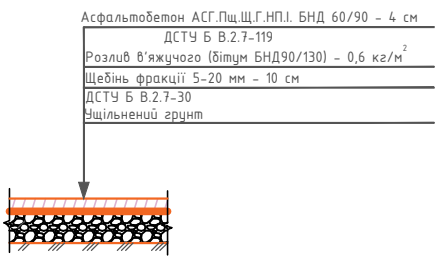 Асфальтобетон АСГ.Пщ.Щ.Г.НП.І. БНД 60/90 – 4 см
ДСТУ Б В.2.7-119
Розлив в'яжучого (бітум БНД90/130) – 0,6 кг/м²
Щебінь фракції 5-20 мм – 10 см
ДСТУ Б В.2.7-30
Ущільнений грунт